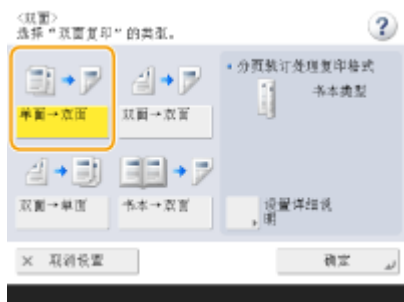 <双面>
选择“双面复印”的类型。
?
分页装订处理复印格式
书本类型
单面→双面
双面→双面
双面→单面
书本→双面
设置详细说
明
× 取消设置
确定